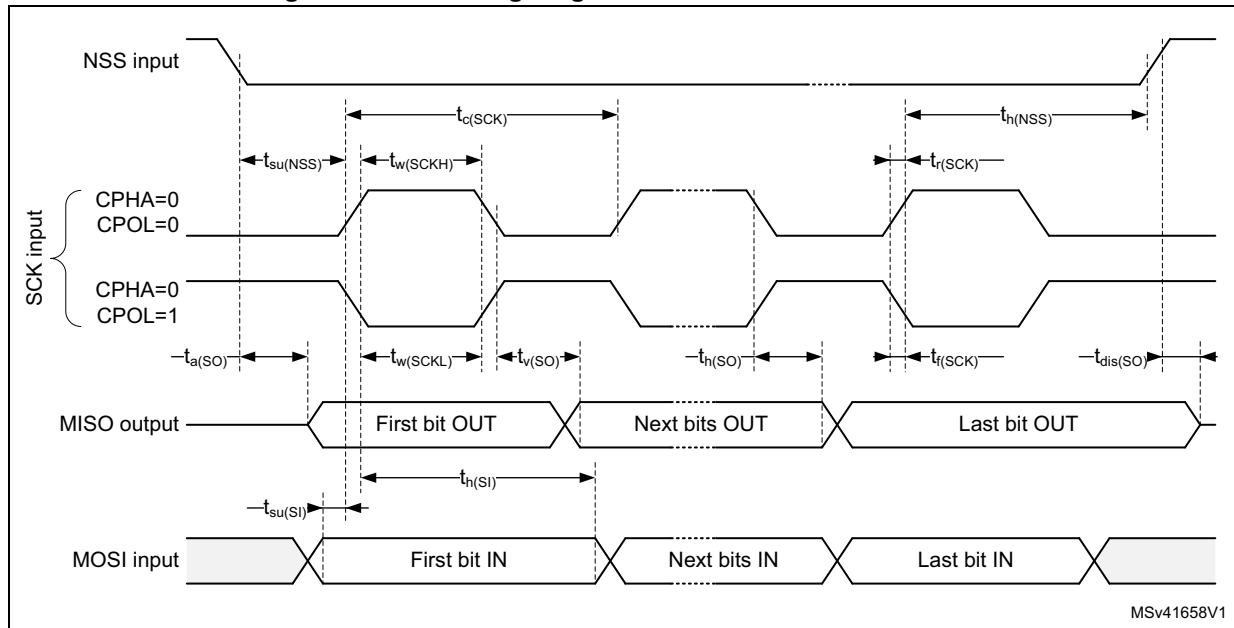 NSS input
tc(SCK)
th(NSS)
tsu(NSS)
tw(SCKH)
tr(SCK)
SCK input
CPHA=0
CPOL=0
CPHA=0
CPOL=1
ta(SO)
tw(SCKL)
tv(SO)
th(SO)
tf(SCK)
tdis(SO)
MISO output
First bit OUT
Next bits OUT
Last bit OUT
th(SI)
tsu(SI)
MOSI input
First bit IN
Next bits IN
Last bit IN
MSv41658V1